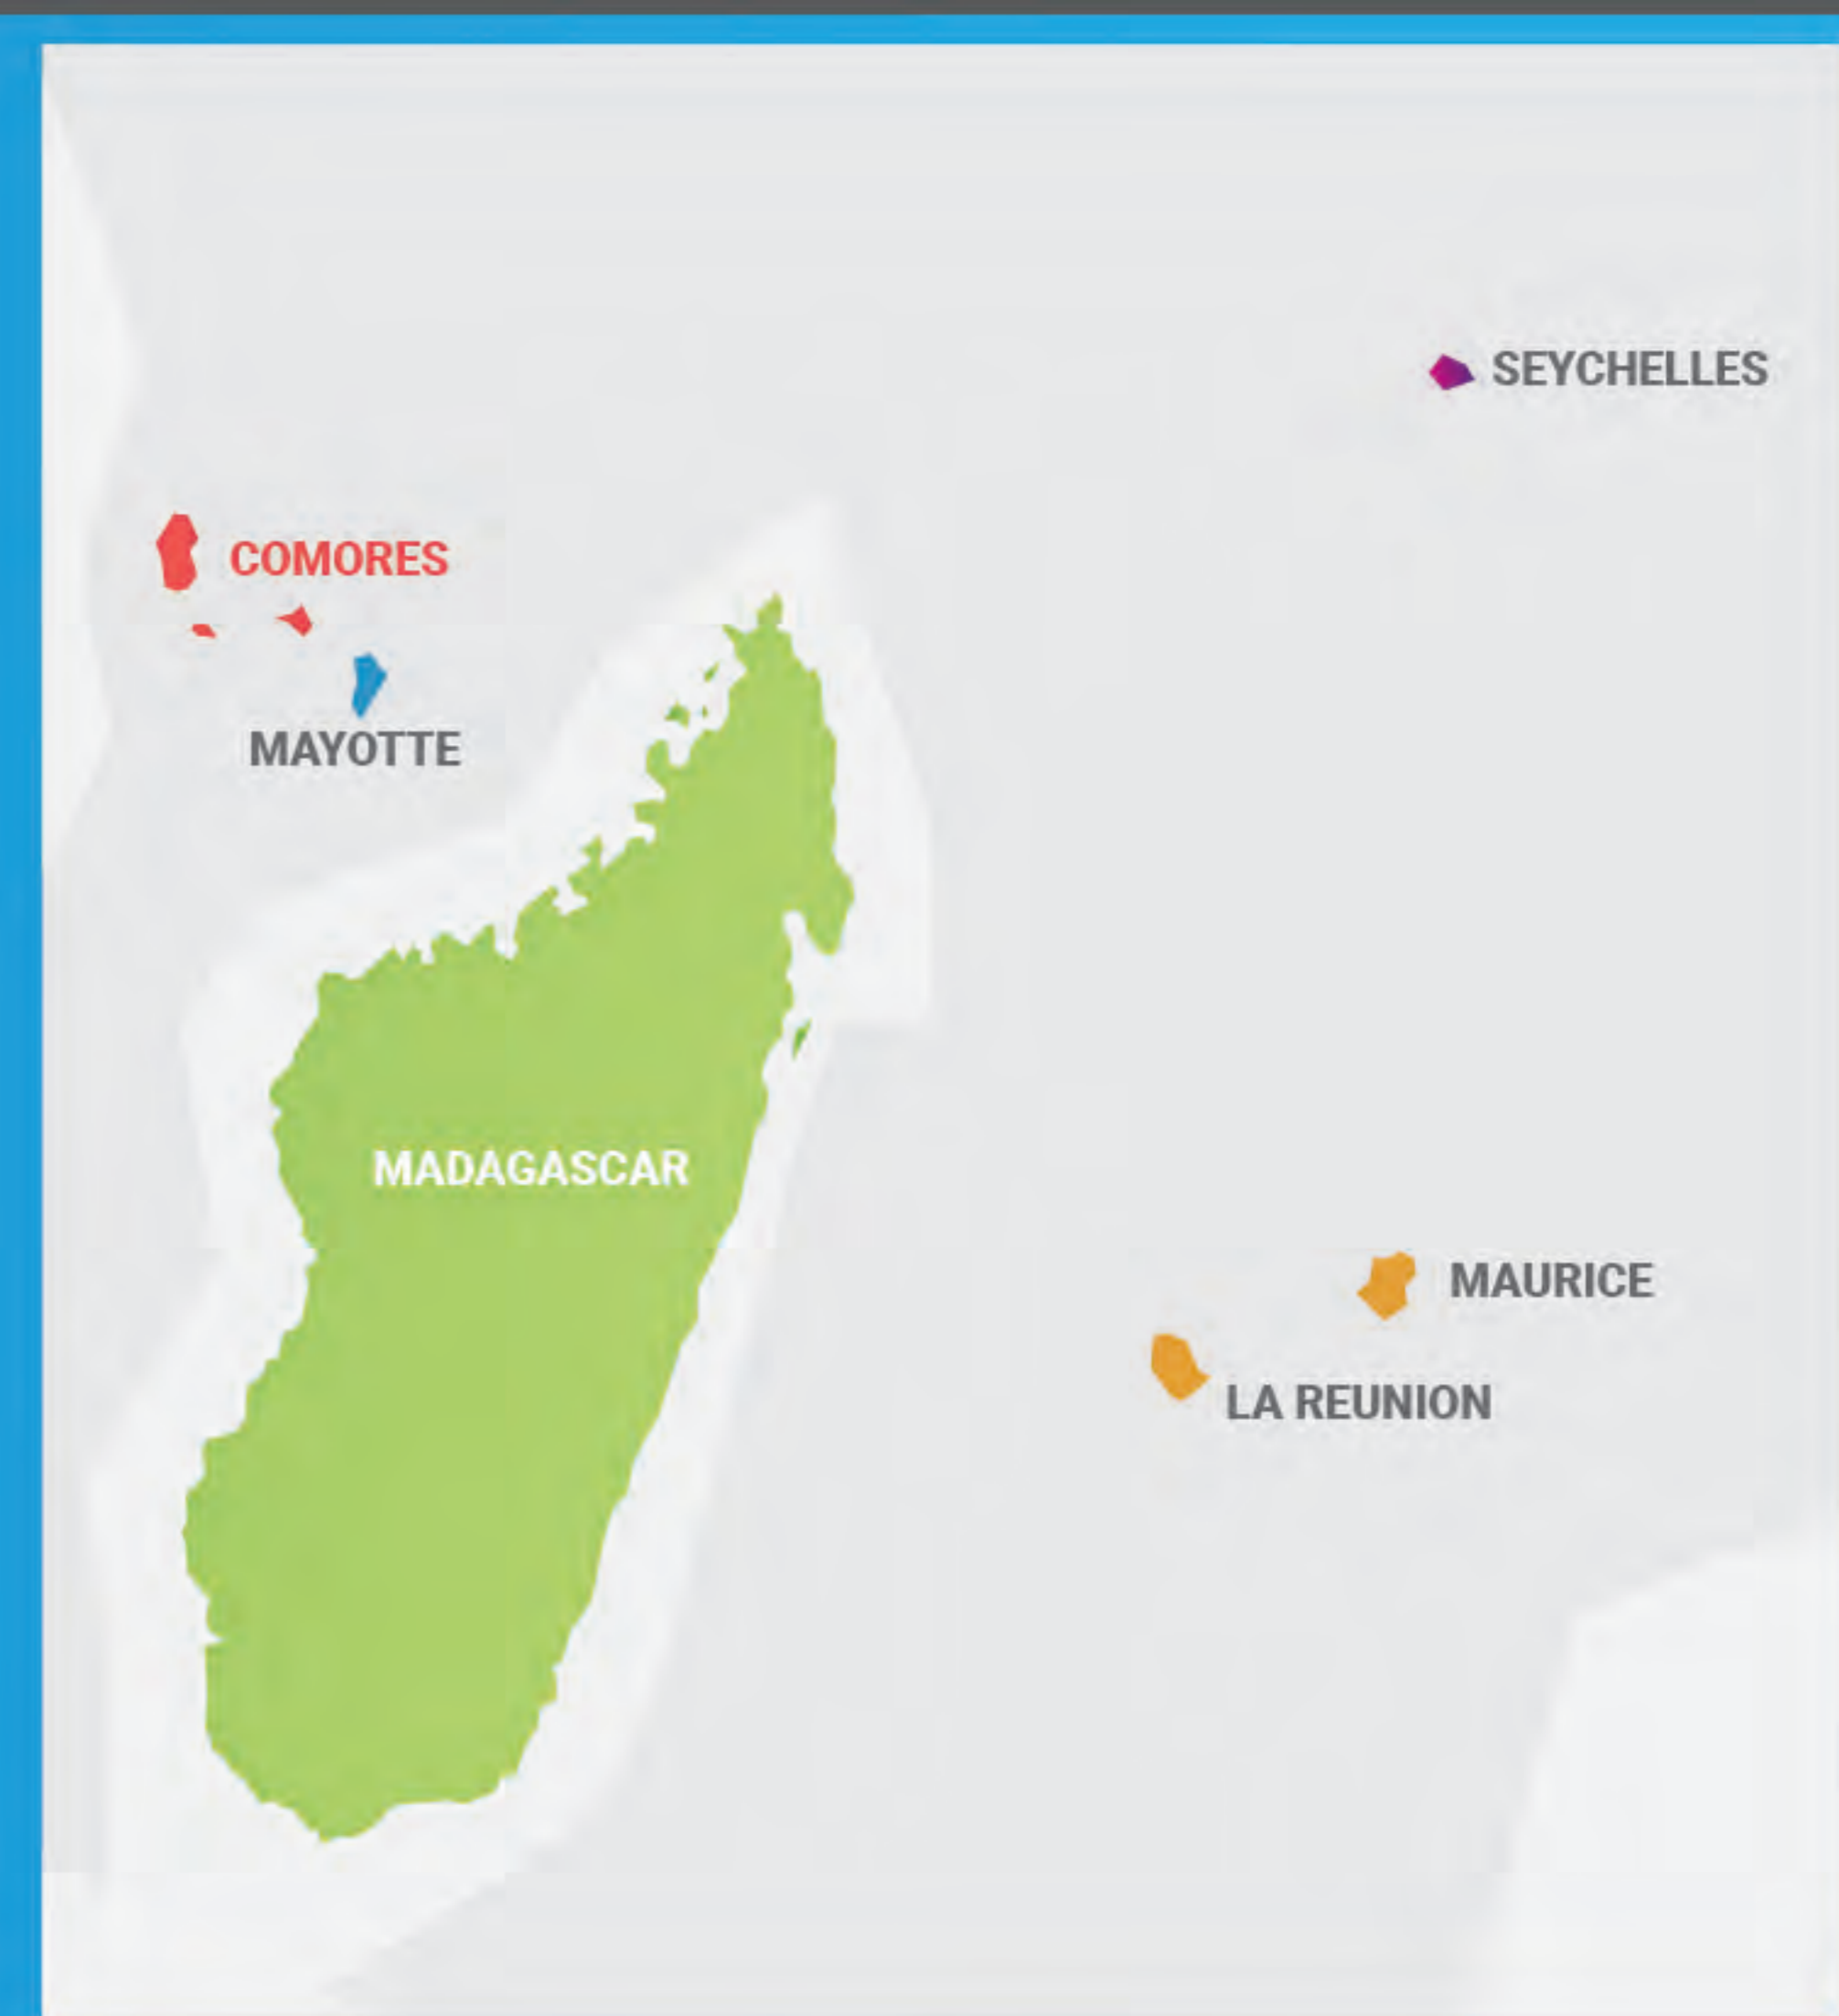 SEYCHELLES
COMORES
MAYOTTE
MADAGASCAR
MAURICE
LA REUNION